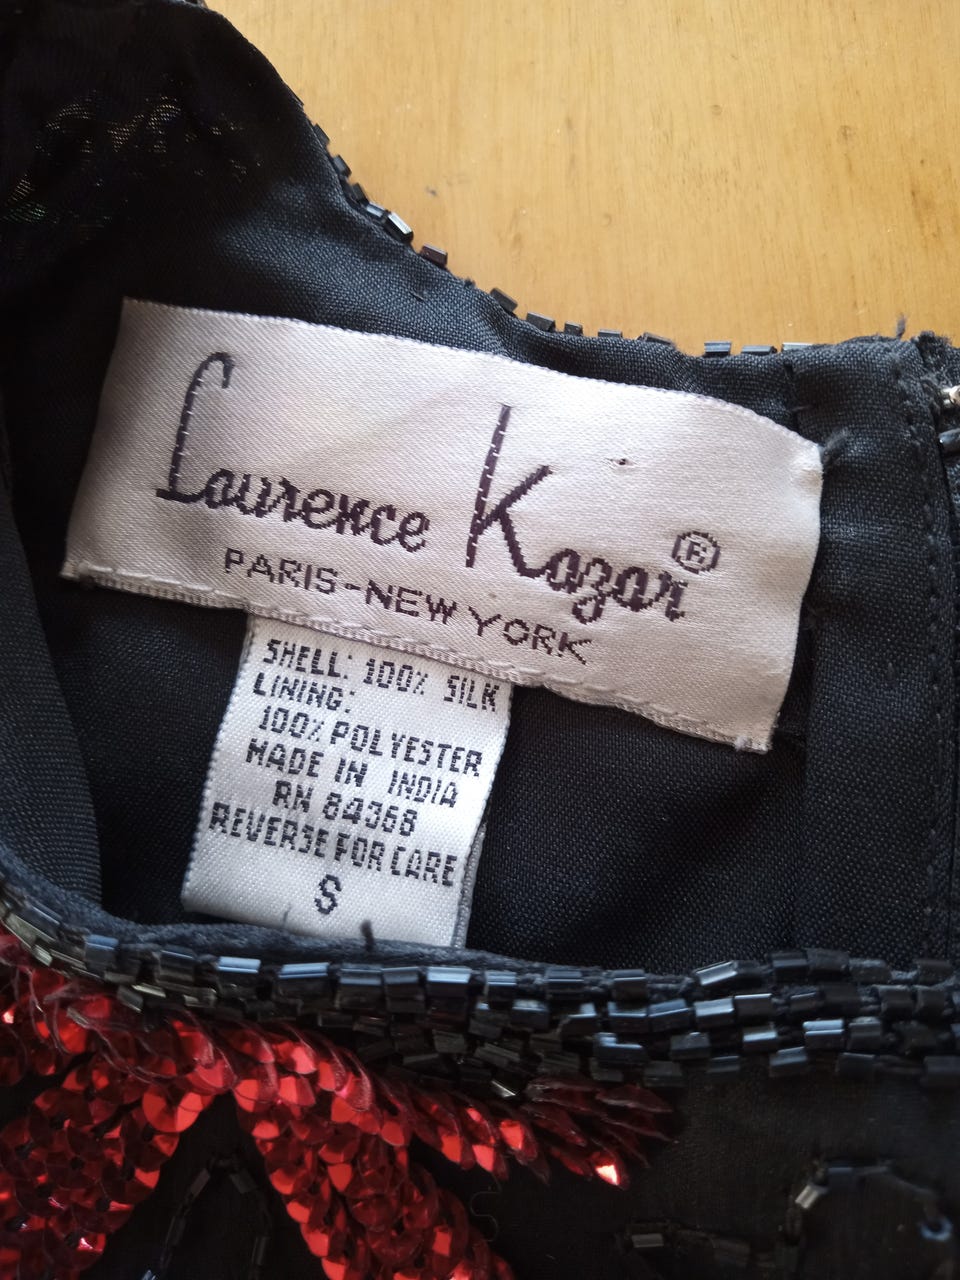 Laurence Kazar®
PARIS-NEW YORK
SHELL: 100% SILK
LINING:
100% POLYESTER
MADE IN INDIA
RN 84368
REVERSE FOR CARE
S